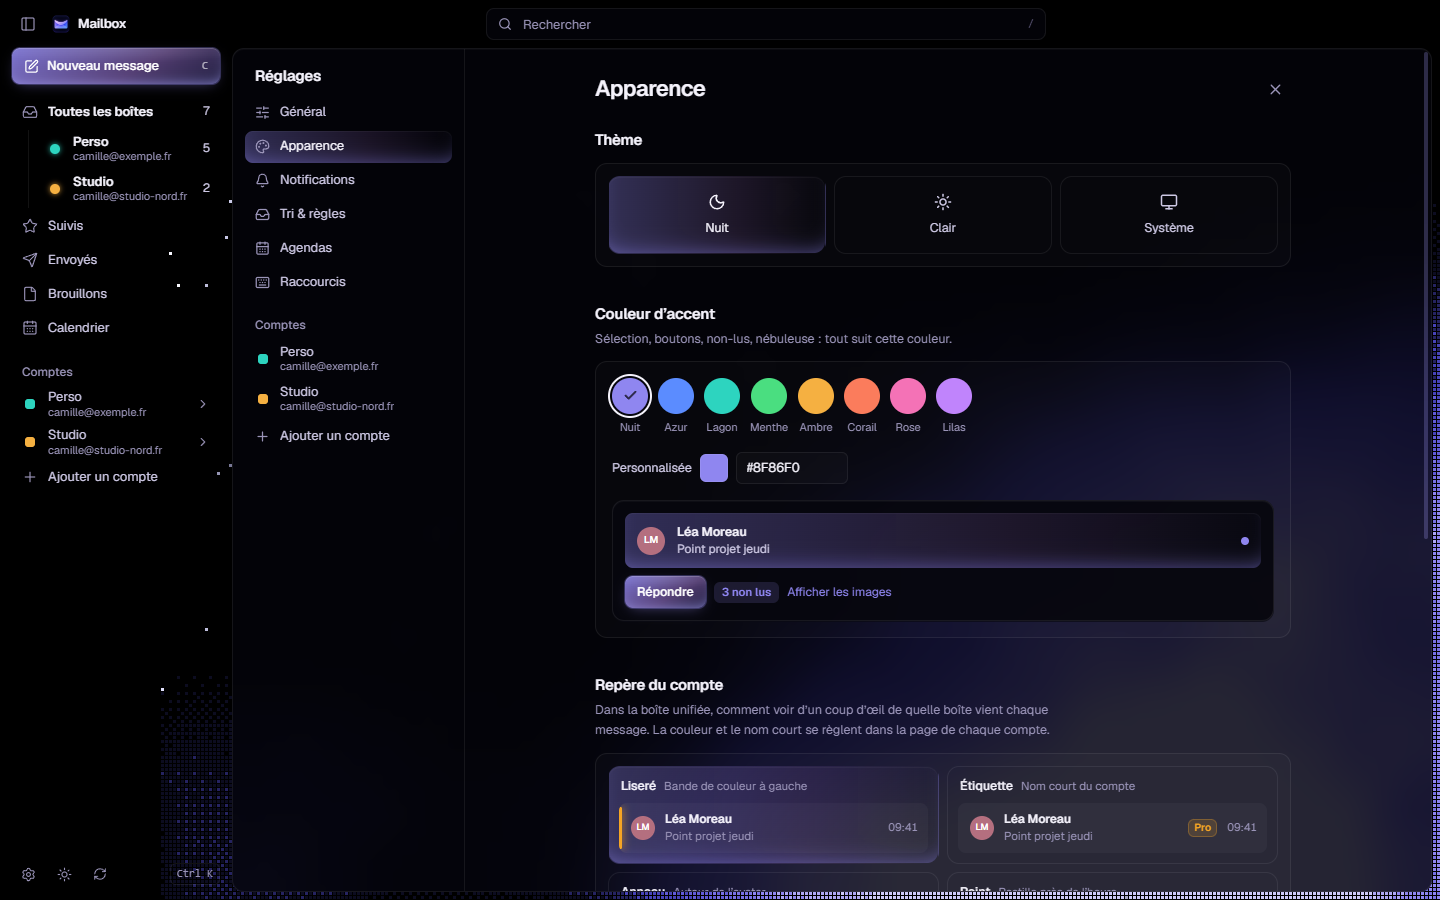 Mailbox
Rechercher
/
Nouveau message
C
Toutes les boîtes
7
Perso
camille@exemple.fr
5
Studio
camille@studio-nord.fr
2
Suivis
Envoyés
Brouillons
Calendrier
Comptes
Perso
camille@exemple.fr
Studio
camille@studio-nord.fr
Ajouter un compte
Ctrl K
Réglages
Général
Apparence
Notifications
Tri & règles
Agendas
Raccourcis
Comptes
Perso
camille@exemple.fr
Studio
camille@studio-nord.fr
Ajouter un compte
Apparence
Thème
Nuit
Clair
Système
Couleur d'accent
Sélection, boutons, non-lus, nébuleuse : tout suit cette couleur.
Nuit
Azur
Lagon
Menthe
Ambre
Corail
Rose
Lilas
Personnalisée
#8F86F0
LM
Léa Moreau
Point projet jeudi
Répondre
3 non lus
Afficher les images
Repère du compte
Dans la boîte unifiée, comment voir d'un coup d'œil de quelle boîte vient chaque
message. La couleur et le nom court se règlent dans la page de chaque compte.
Liseré Bande de couleur à gauche
LM
Léa Moreau
Point projet jeudi
09:41
Étiquette Nom court du compte
LM
Léa Moreau
Point projet jeudi
Pro
09:41